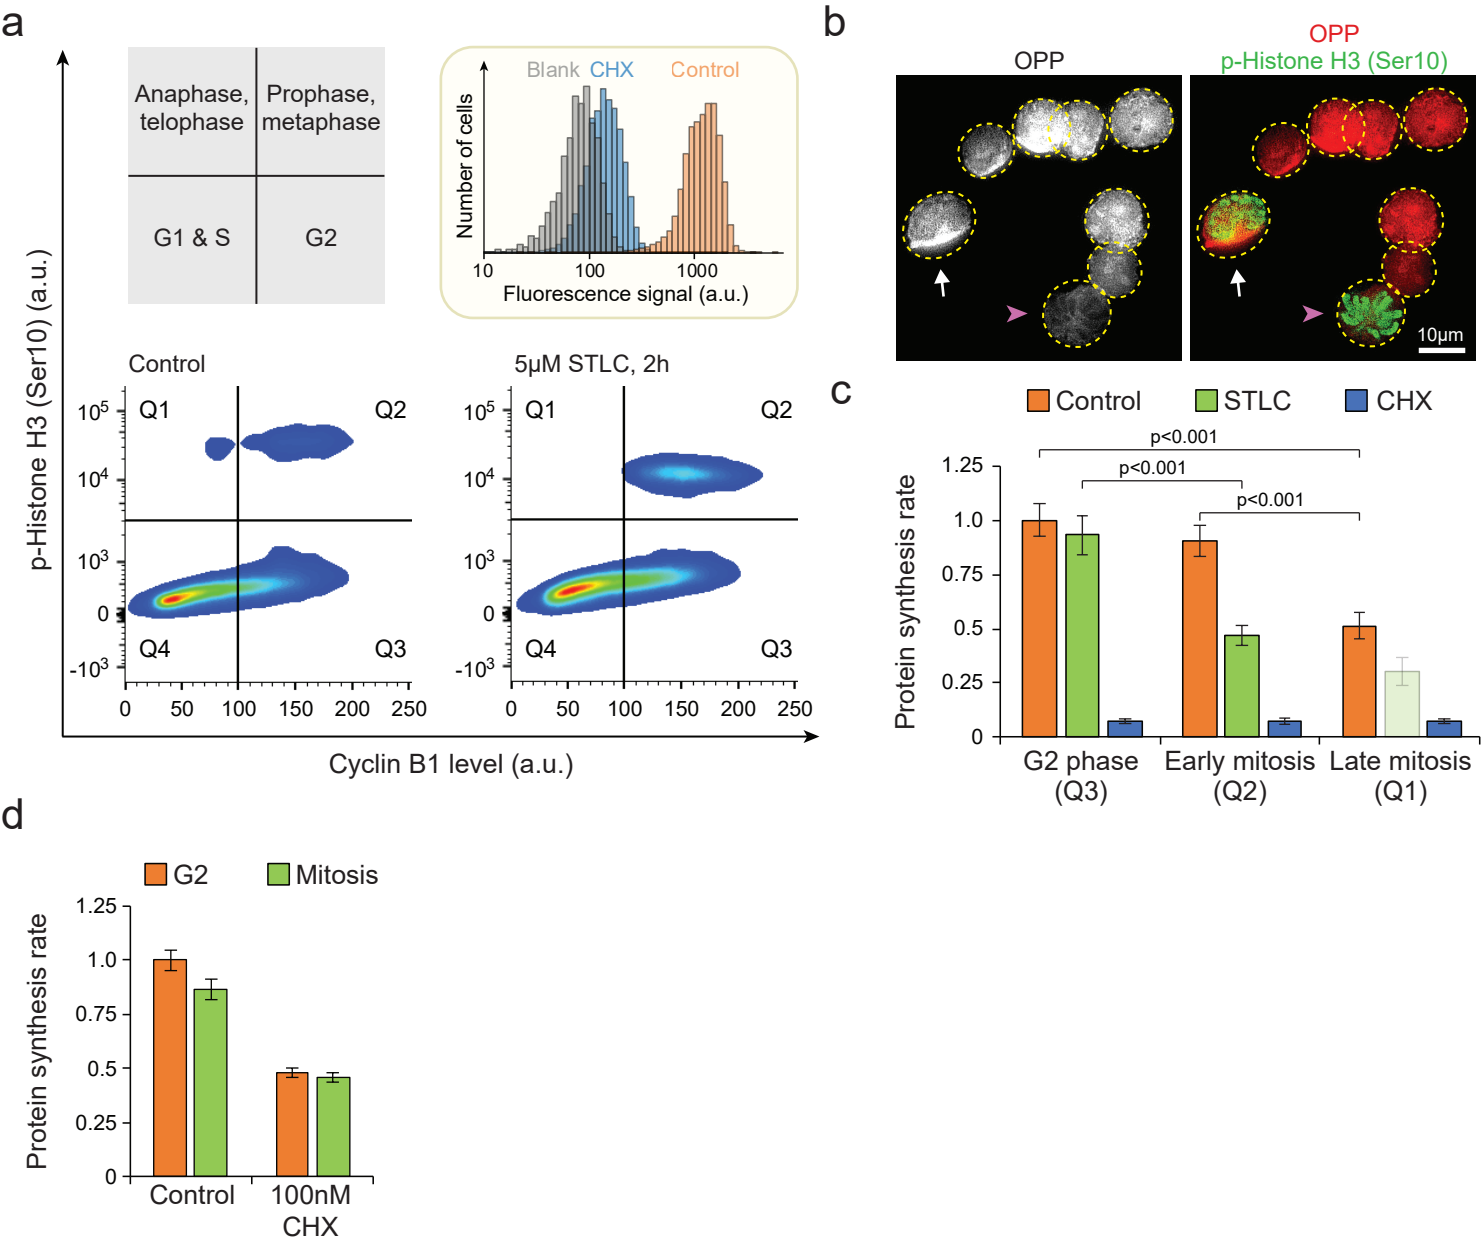 a
Anaphase,
telophase
Prophase,
metaphase
G1 & S
G2
Blank
CHX
Control
Number of cells
10
100
1000
Fluorescence signal (a.u.)
p-Histone H3 (Ser10) (a.u.)
Control
10⁵
10⁴
10³
0
-10³
Q1
Q2
Q4
Q3
0
50
100
150
200
250
5µM STLC, 2h
10⁵
10⁴
10³
0
-10³
Q1
Q2
Q4
Q3
0
50
100
150
200
250
Cyclin B1 level (a.u.)
b
OPP
OPP
p-Histone H3 (Ser10)
10µm
c
Control
STLC
CHX
p<0.001
p<0.001
p<0.001
Protein synthesis rate
1.25
1.0
0.75
0.5
0.25
0
G2 phase
(Q3)
Early mitosis
(Q2)
Late mitosis
(Q1)
d
G2
Mitosis
Protein synthesis rate
1.25
1.0
0.75
0.5
0.25
0
Control
100nM
CHX